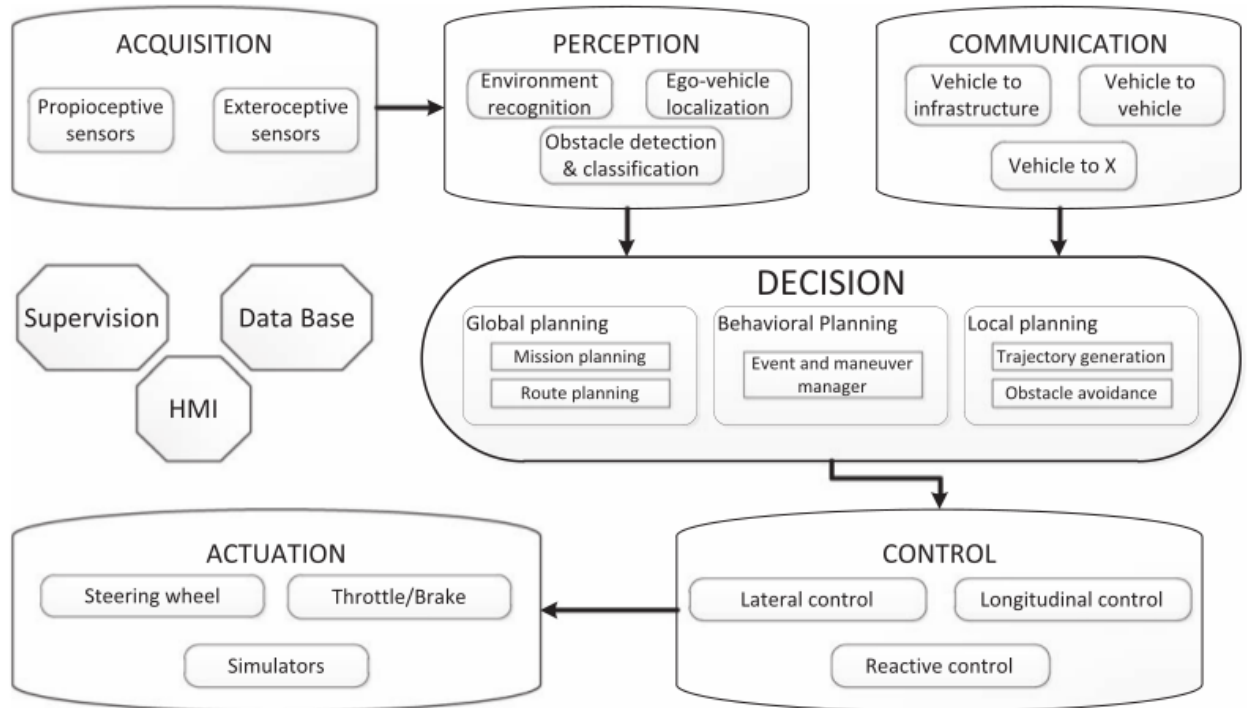 ACQUISITION
Propioceptive
sensors
Exteroceptive
sensors
PERCEPTION
Environment
recognition
Ego-vehicle
localization
Obstacle detection
& classification
COMMUNICATION
Vehicle to
infrastructure
Vehicle to
vehicle
Vehicle to X
Supervision
Data Base
HMI
DECISION
Global planning
Mission planning
Route planning
Behavioral Planning
Event and maneuver
manager
Local planning
Trajectory generation
Obstacle avoidance
ACTUATION
Steering wheel
Throttle/Brake
Simulators
CONTROL
Lateral control
Longitudinal control
Reactive control